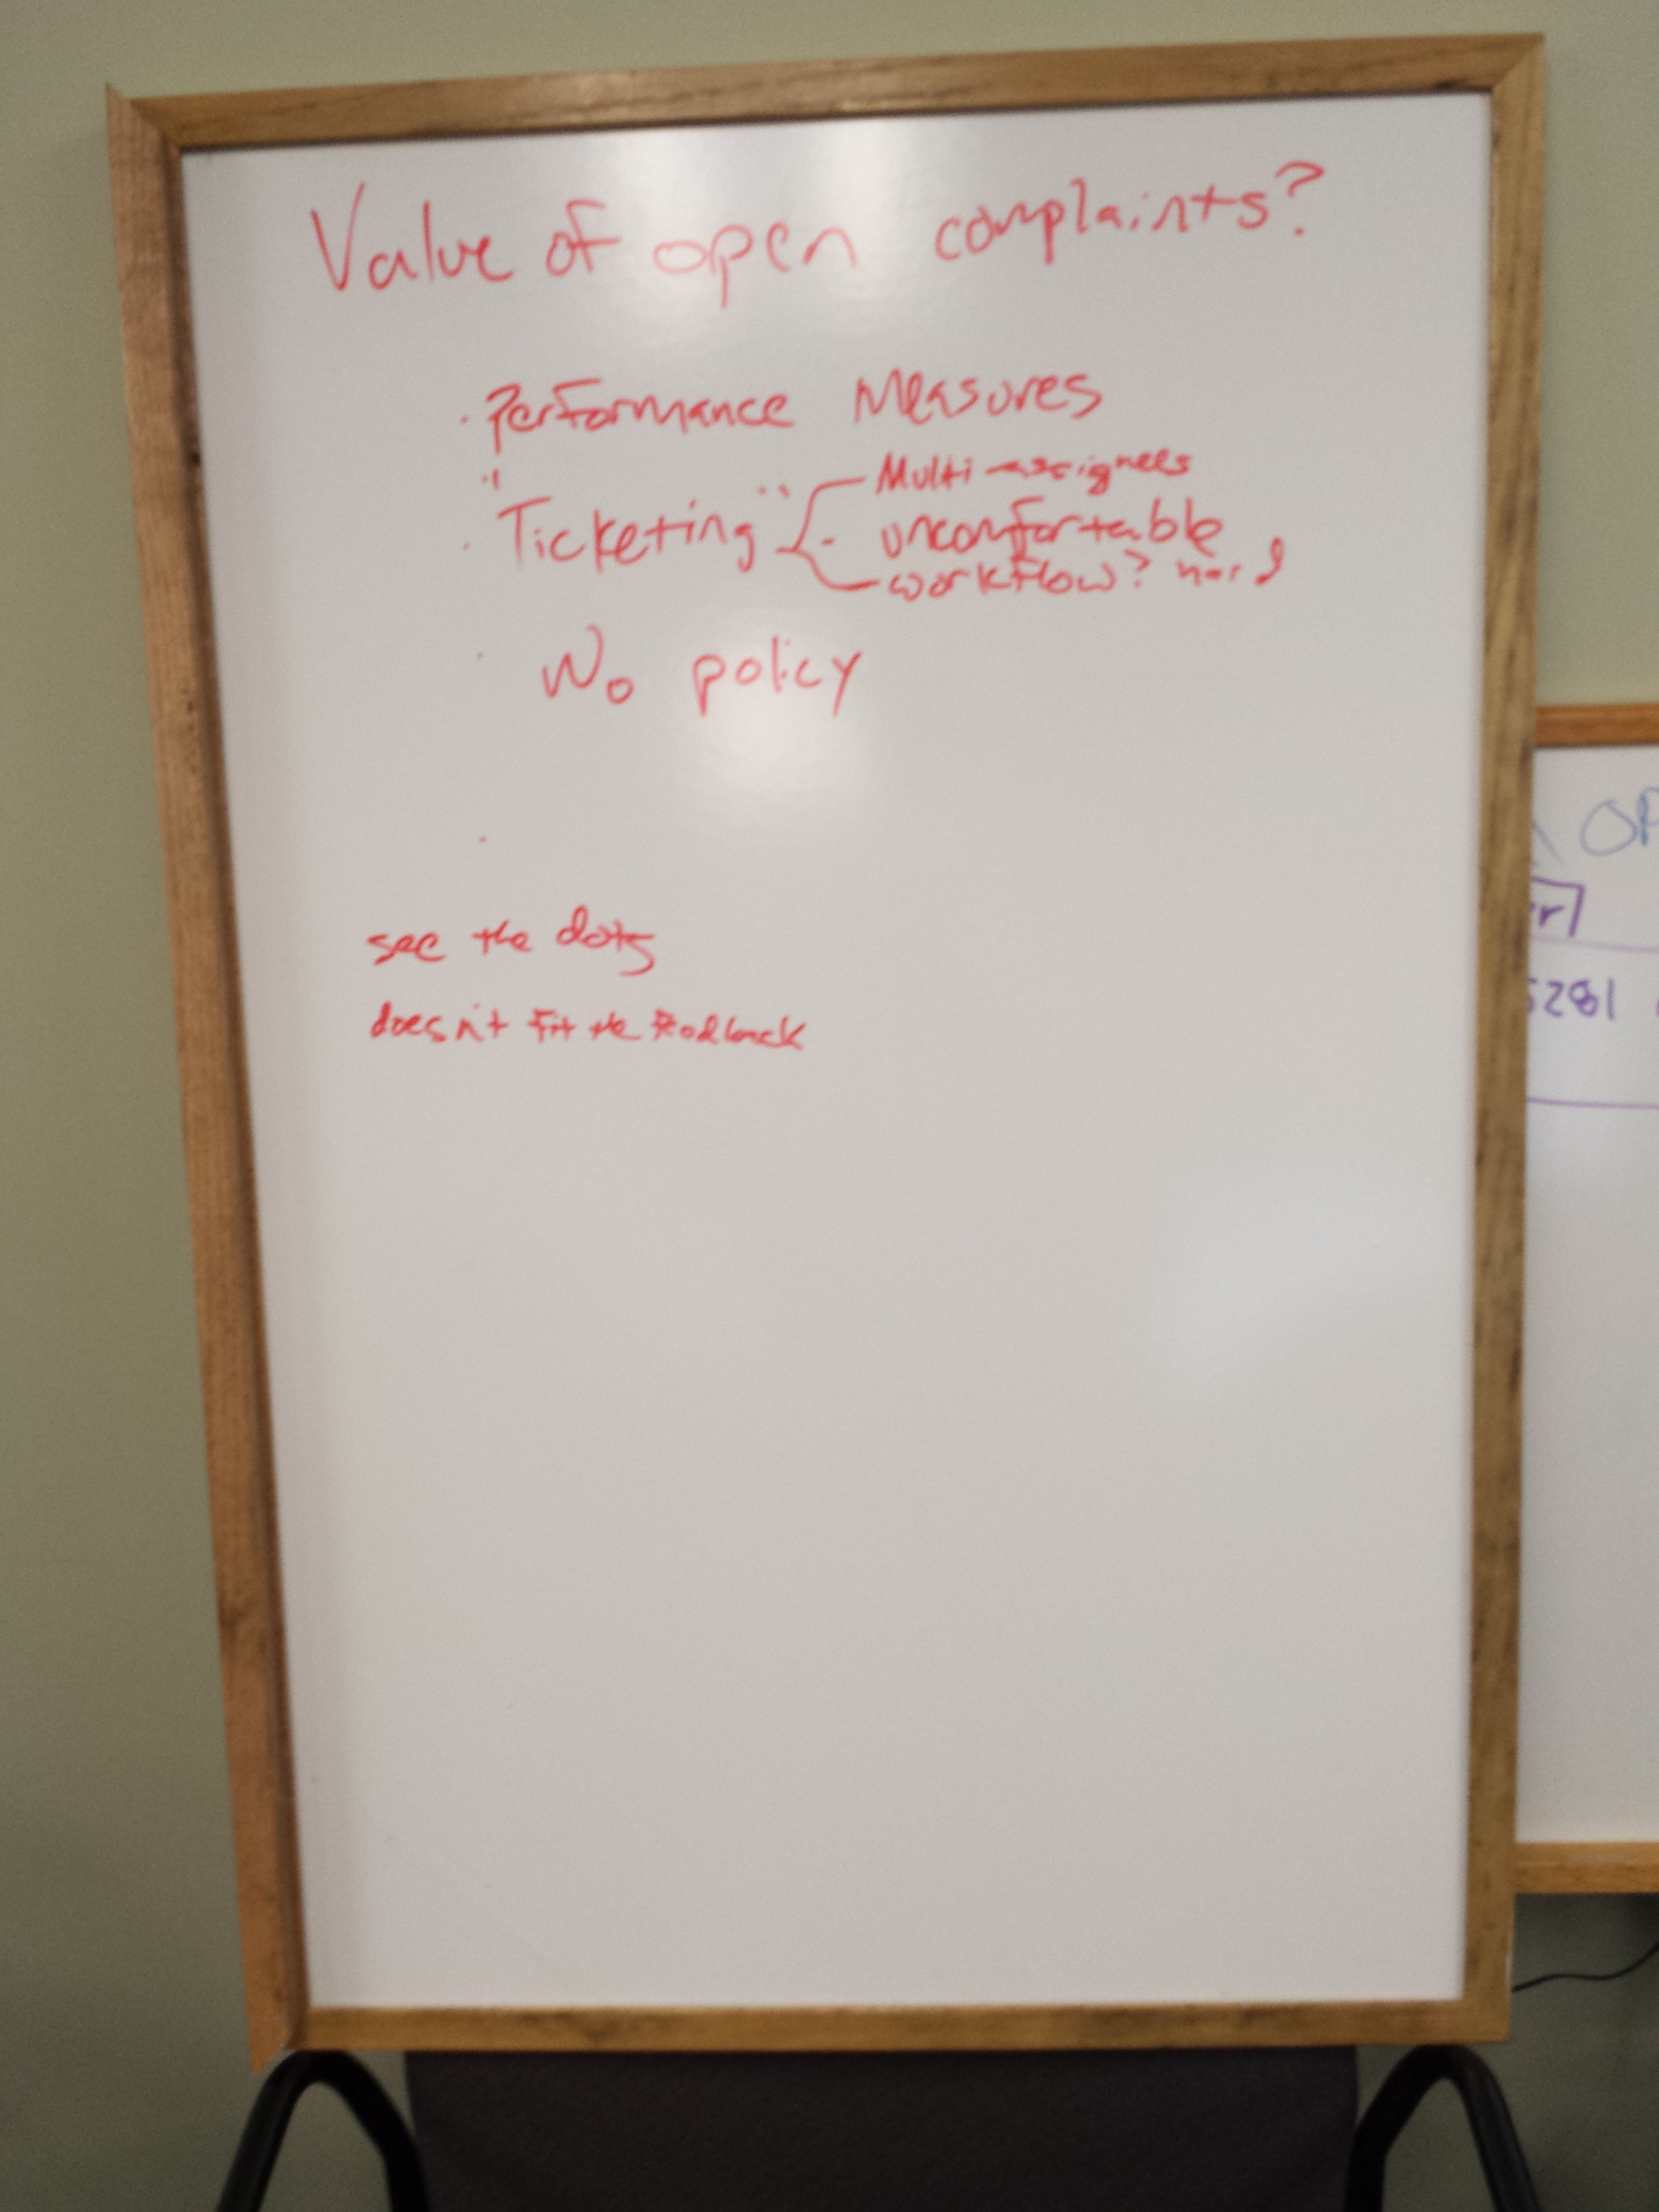 Value of open complaints?
· Performance Measures
· "Ticketing"
Multi-assignees
- uncomfortable
workflow? hard
· No policy
·
see the dots
doesn't fit the feedback
OP
r
5281